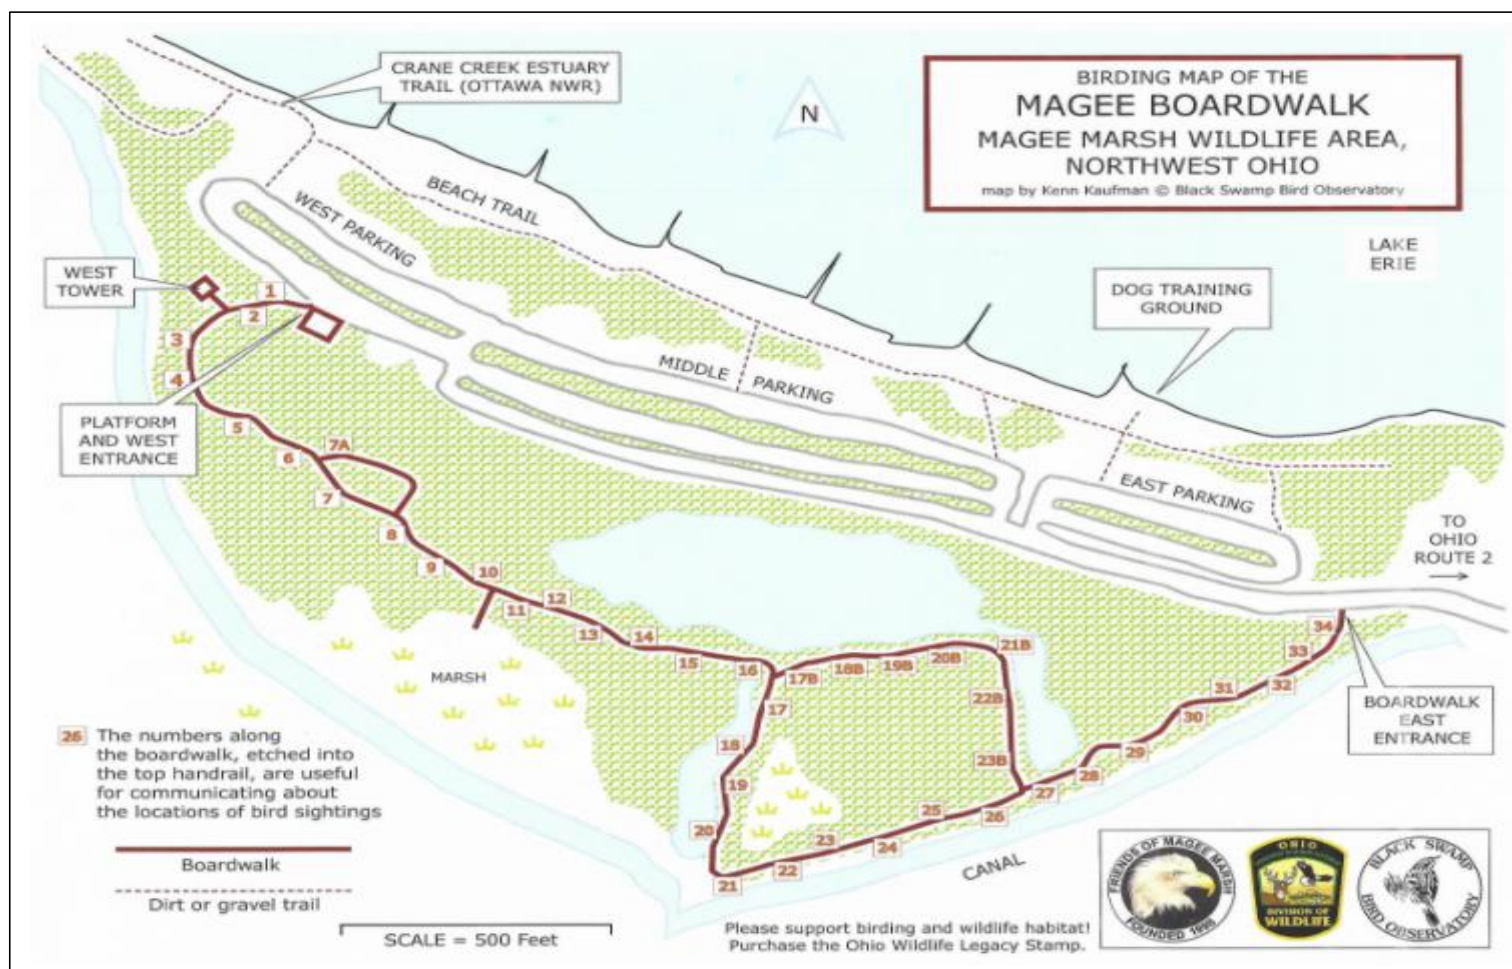 BIRDING MAP OF THE
MAGEE BOARDWALK
MAGEE MARSH WILDLIFE AREA,
NORTHWEST OHIO
map by Kenn Kaufman © Black Swamp Bird Observatory
CRANE CREEK ESTUARY
TRAIL (OTTAWA NWR)
N
BEACH TRAIL
WEST PARKING
LAKE
ERIE
WEST
TOWER
DOG TRAINING
GROUND
MIDDLE PARKING
PLATFORM
AND WEST
ENTRANCE
EAST PARKING
TO
OHIO
ROUTE 2
1
2
3
4
5
6
7A
7
8
9
10
11
12
13
14
15
16
17B
18B
19B
20B
21B
22B
23B
17
18
19
20
21
22
23
24
25
26
27
28
29
30
31
32
33
34
MARSH
BOARDWALK
EAST
ENTRANCE
26 The numbers along
the boardwalk, etched into
the top handrail, are useful
for communicating about
the locations of bird sightings
Boardwalk
Dirt or gravel trail
SCALE = 500 Feet
CANAL
Please support birding and wildlife habitat!
Purchase the Ohio Wildlife Legacy Stamp.
FRIENDS OF MAGEE MARSH
OHIO
DIVISION OF
WILDLIFE
BLACK SWAMP
BIRD OBSERVATORY